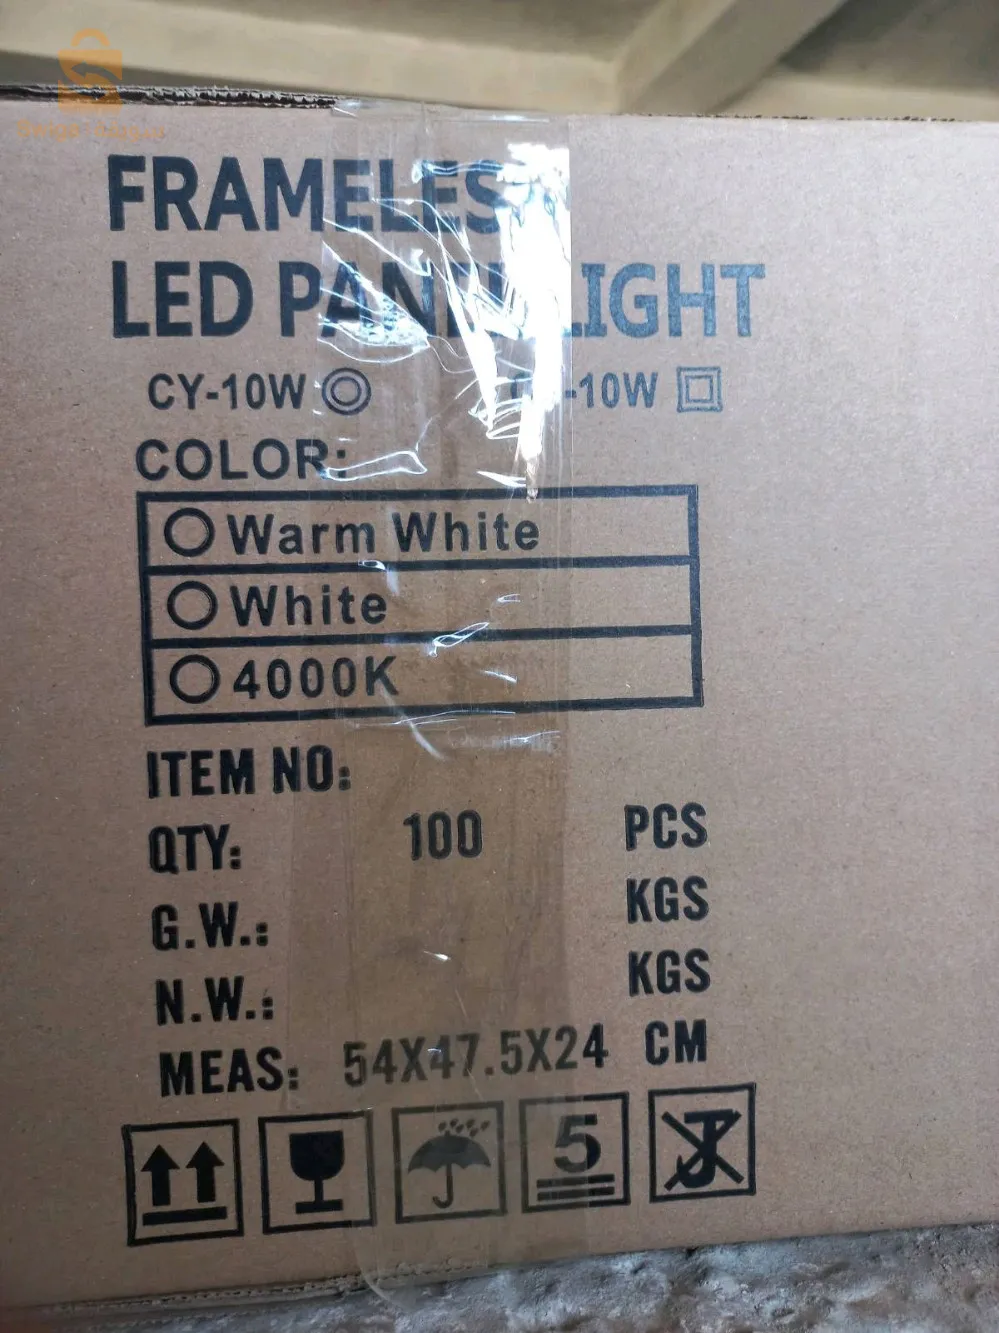 FRAMELES
LED PANEL LIGHT
CY-10W -10W
COLOR:
Warm White
White
4000K
ITEM NO:
QTY: 100 PCS
G.W.: KGS
N.W.: KGS
MEAS: 54X47.5X24 CM
5